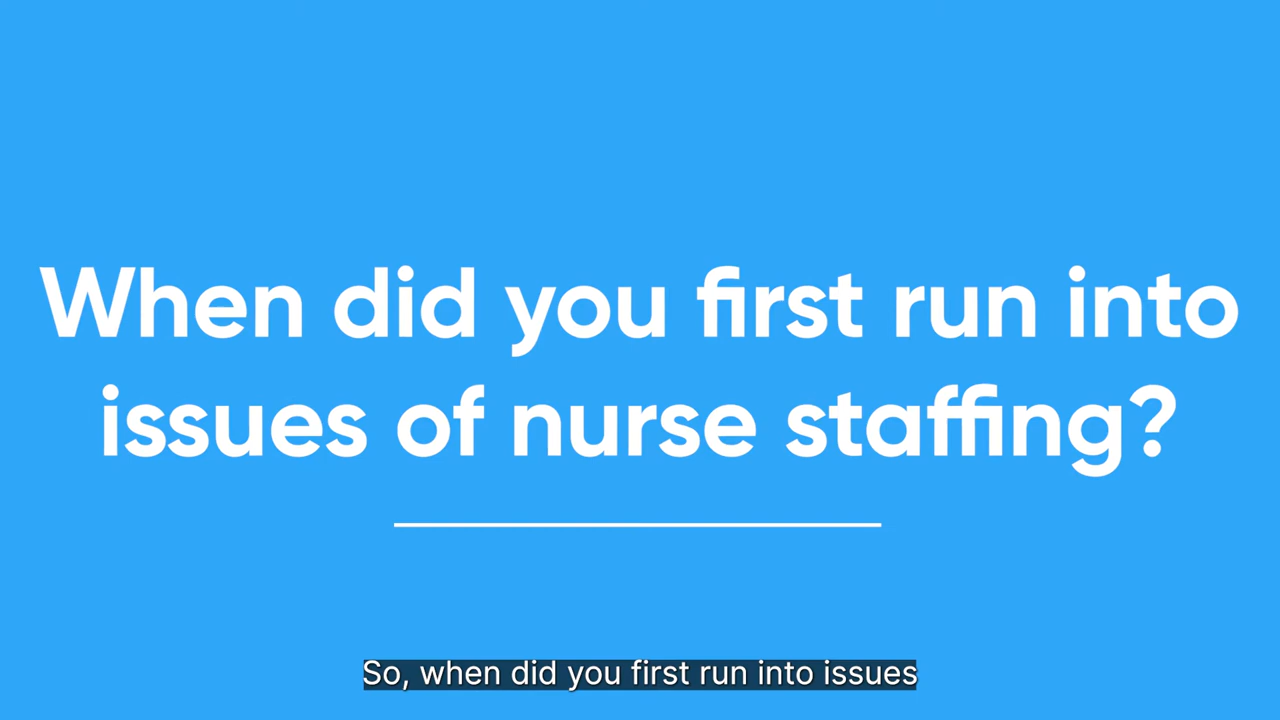 When did you first run into
issues of nurse staffing?
So, when did you first run into issues